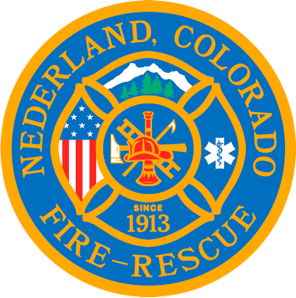 NEDERLAND, COLORADO
SINCE
1913
FIRE-RESCUE